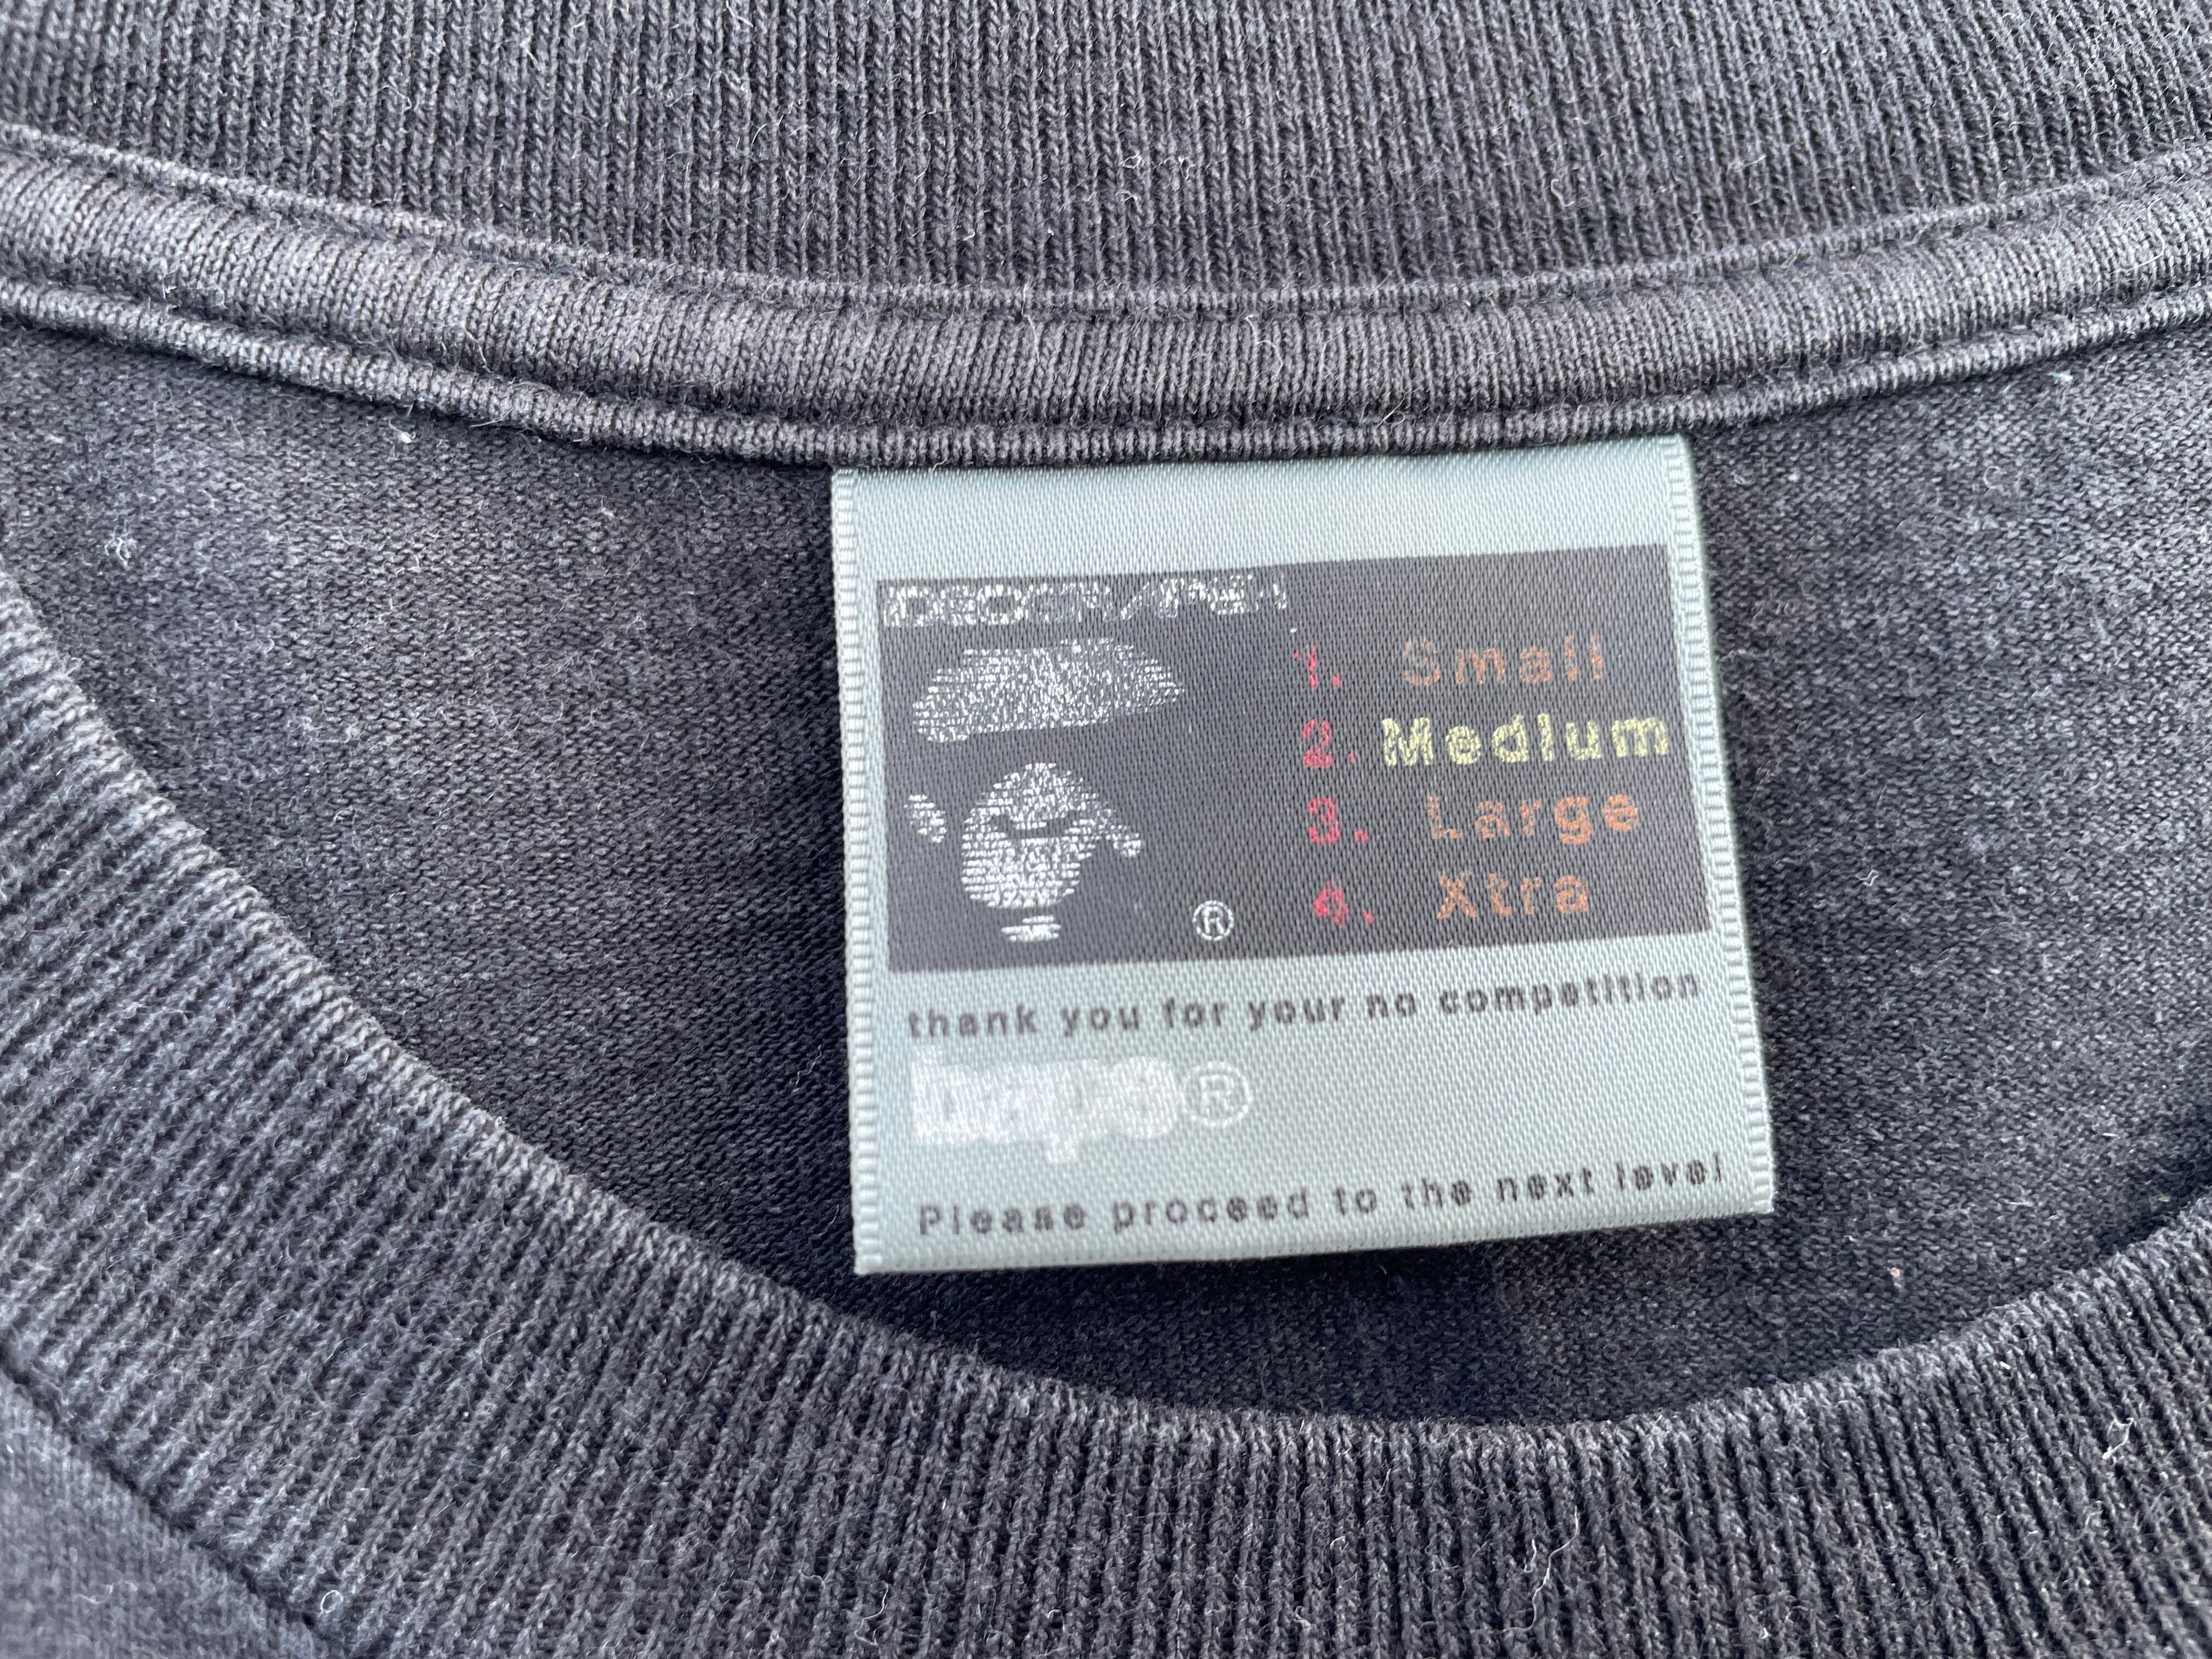 ®
1. Small
2. Medium
3. Large
4. Xtra
thank you for your no competition
haps®
Please proceed to the next level